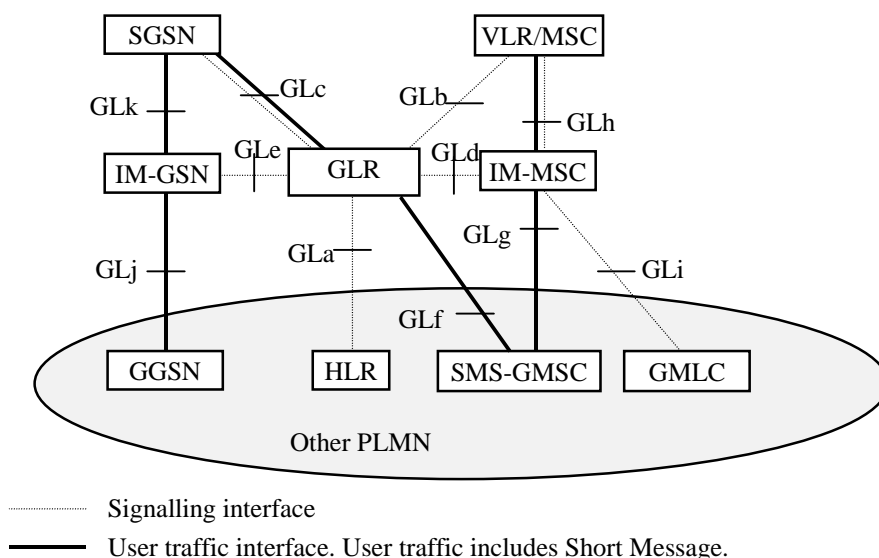 SGSN
VLR/MSC
GLc
GLb
GLk
GLh
GLe
GLR
GLd
IM-GSN
IM-MSC
GLa
GLg
GLj
GLi
GLf
GGSN
HLR
SMS-GMSC
GMLC
Other PLMN
Signalling interface
User traffic interface. User traffic includes Short Message.